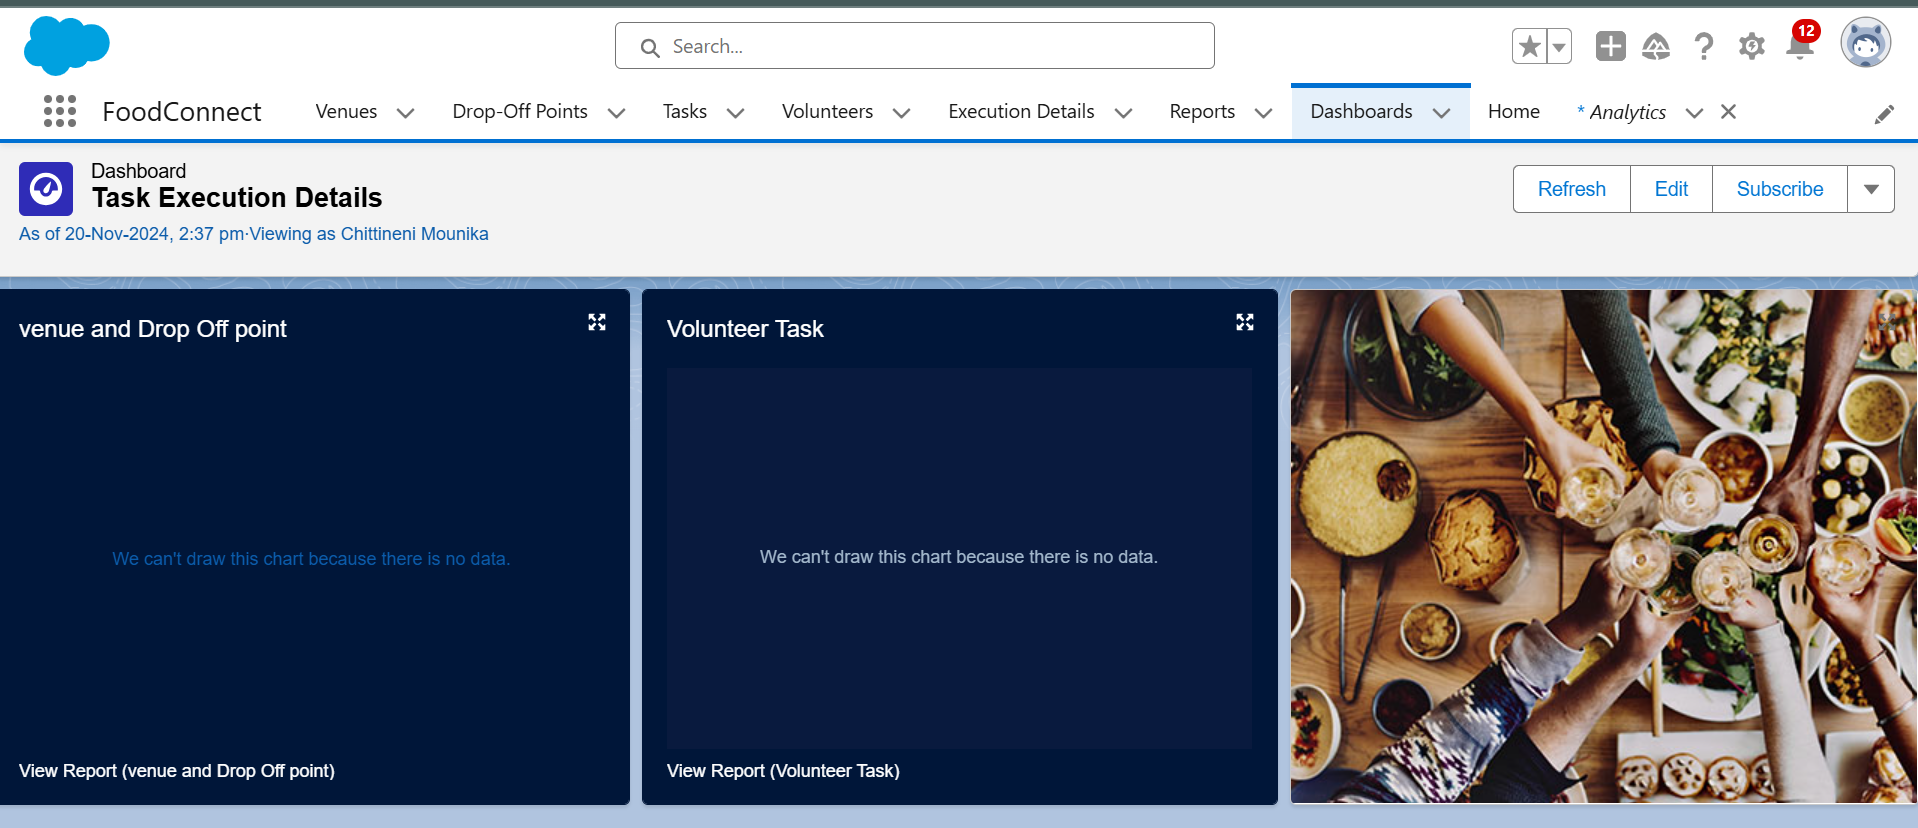 Search...
12
FoodConnect
Venues
Drop-Off Points
Tasks
Volunteers
Execution Details
Reports
Dashboards
Home
* Analytics
Dashboard
Task Execution Details
As of 20-Nov-2024, 2:37 pm·Viewing as Chittineni Mounika
Refresh
Edit
Subscribe
venue and Drop Off point
We can't draw this chart because there is no data.
View Report (venue and Drop Off point)
Volunteer Task
We can't draw this chart because there is no data.
View Report (Volunteer Task)